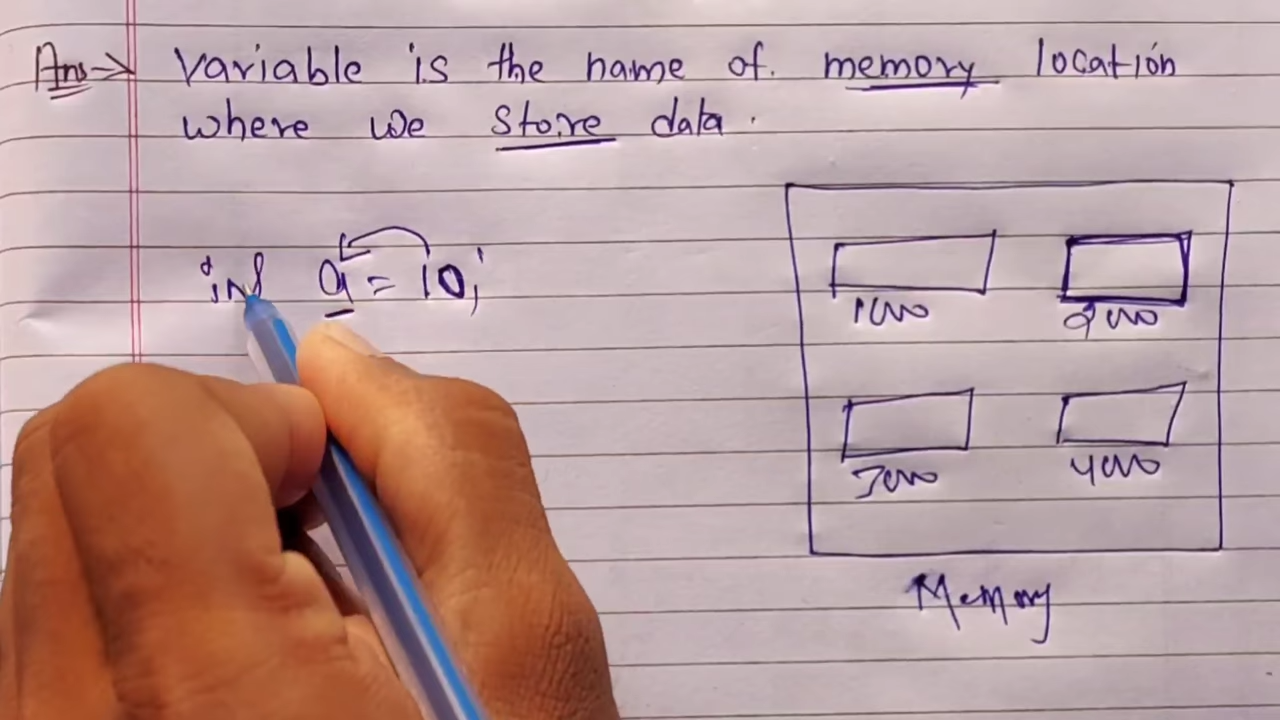 Ans→ Variable is the name of memory location
where we store data.
int a = 10;
1000 2000
3000 4000
Memory